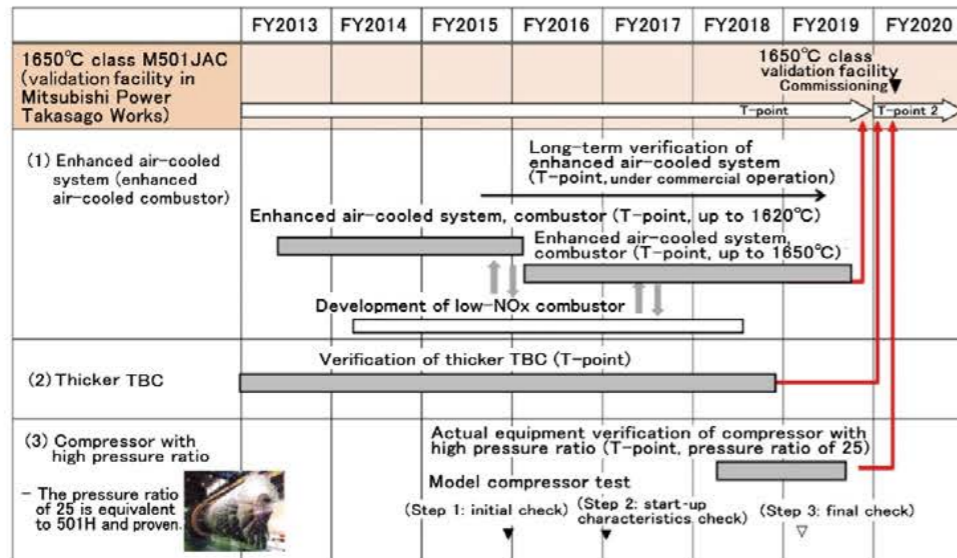 FY2013 FY2014 FY2015 FY2016 FY2017 FY2018 FY2019 FY2020
1650℃ class M501JAC
(validation facility in
Mitsubishi Power
Takasago Works)
1650℃ class
validation facility
Commissioning▼
T-point
T-point 2
(1) Enhanced air-cooled
system (enhanced
air-cooled combustor)
Long-term verification of
enhanced air-cooled system
(T-point, under commercial operation)
Enhanced air-cooled system, combustor (T-point, up to 1620℃)
Enhanced air-cooled system,
combustor (T-point, up to 1650℃)
Development of low-NOx combustor
(2) Thicker TBC
Verification of thicker TBC (T-point)
(3) Compressor with
high pressure ratio
- The pressure ratio
of 25 is equivalent
to 501H and proven.
Actual equipment verification of compressor with
high pressure ratio (T-point, pressure ratio of 25)
Model compressor test
(Step 1: initial check)
▼
(Step 2: start-up
characteristics check)
▼
(Step 3: final check)
▽